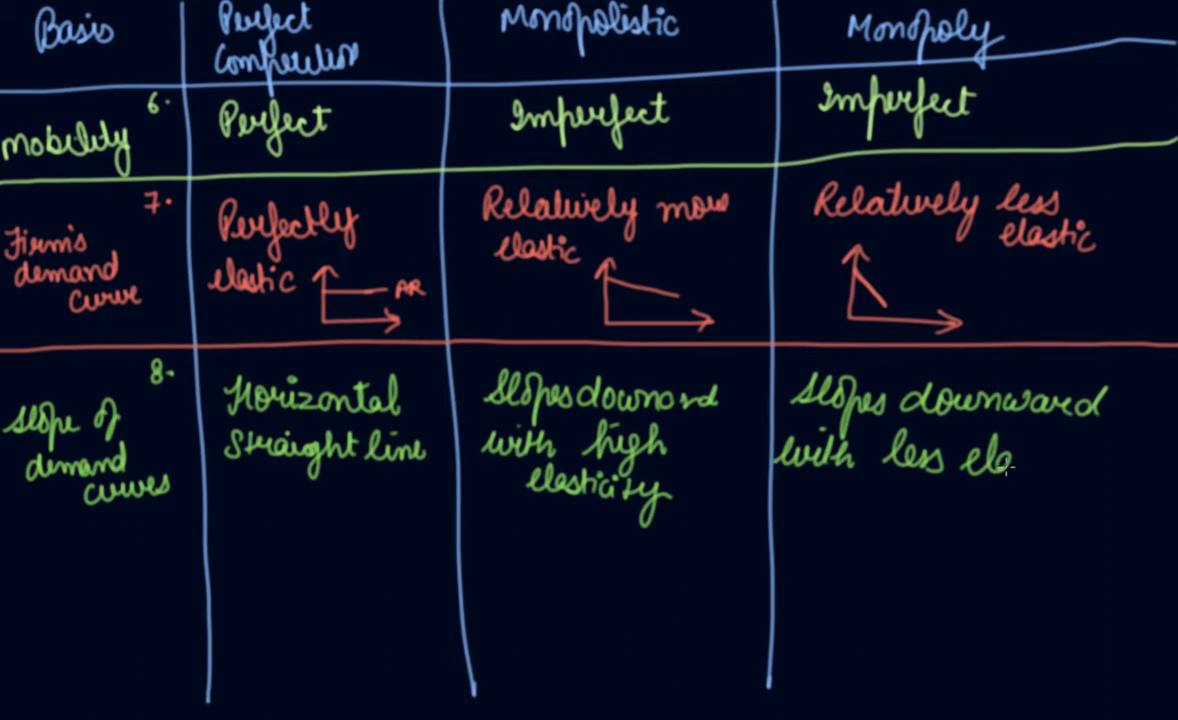 Basis
Perfect
Competition
Monopolistic
Monopoly
6.
Mobility
Perfect
Imperfect
Imperfect
7.
Firm's
demand
curve
Perfectly
elastic
AR
Relatively more
elastic
Relatively less
elastic
8.
Slope of
demand
curves
Horizontal
Straight line
Slopes downard
with high
elasticity
Slopes downward
with less ela